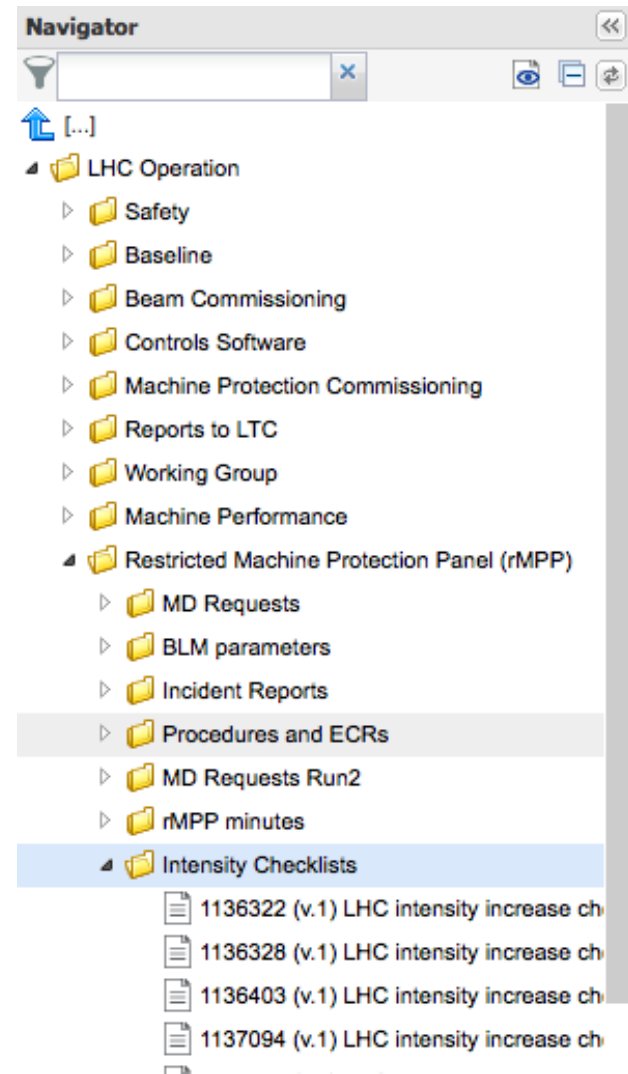 Navigator
[...]
LHC Operation
Safety
Baseline
Beam Commissioning
Controls Software
Machine Protection Commissioning
Reports to LTC
Working Group
Machine Performance
Restricted Machine Protection Panel (rMPP)
MD Requests
BLM parameters
Incident Reports
Procedures and ECRs
MD Requests Run2
rMPP minutes
Intensity Checklists
1136322 (v.1) LHC intensity increase
1136328 (v.1) LHC intensity increase
1136403 (v.1) LHC intensity increase
1137094 (v.1) LHC intensity increase